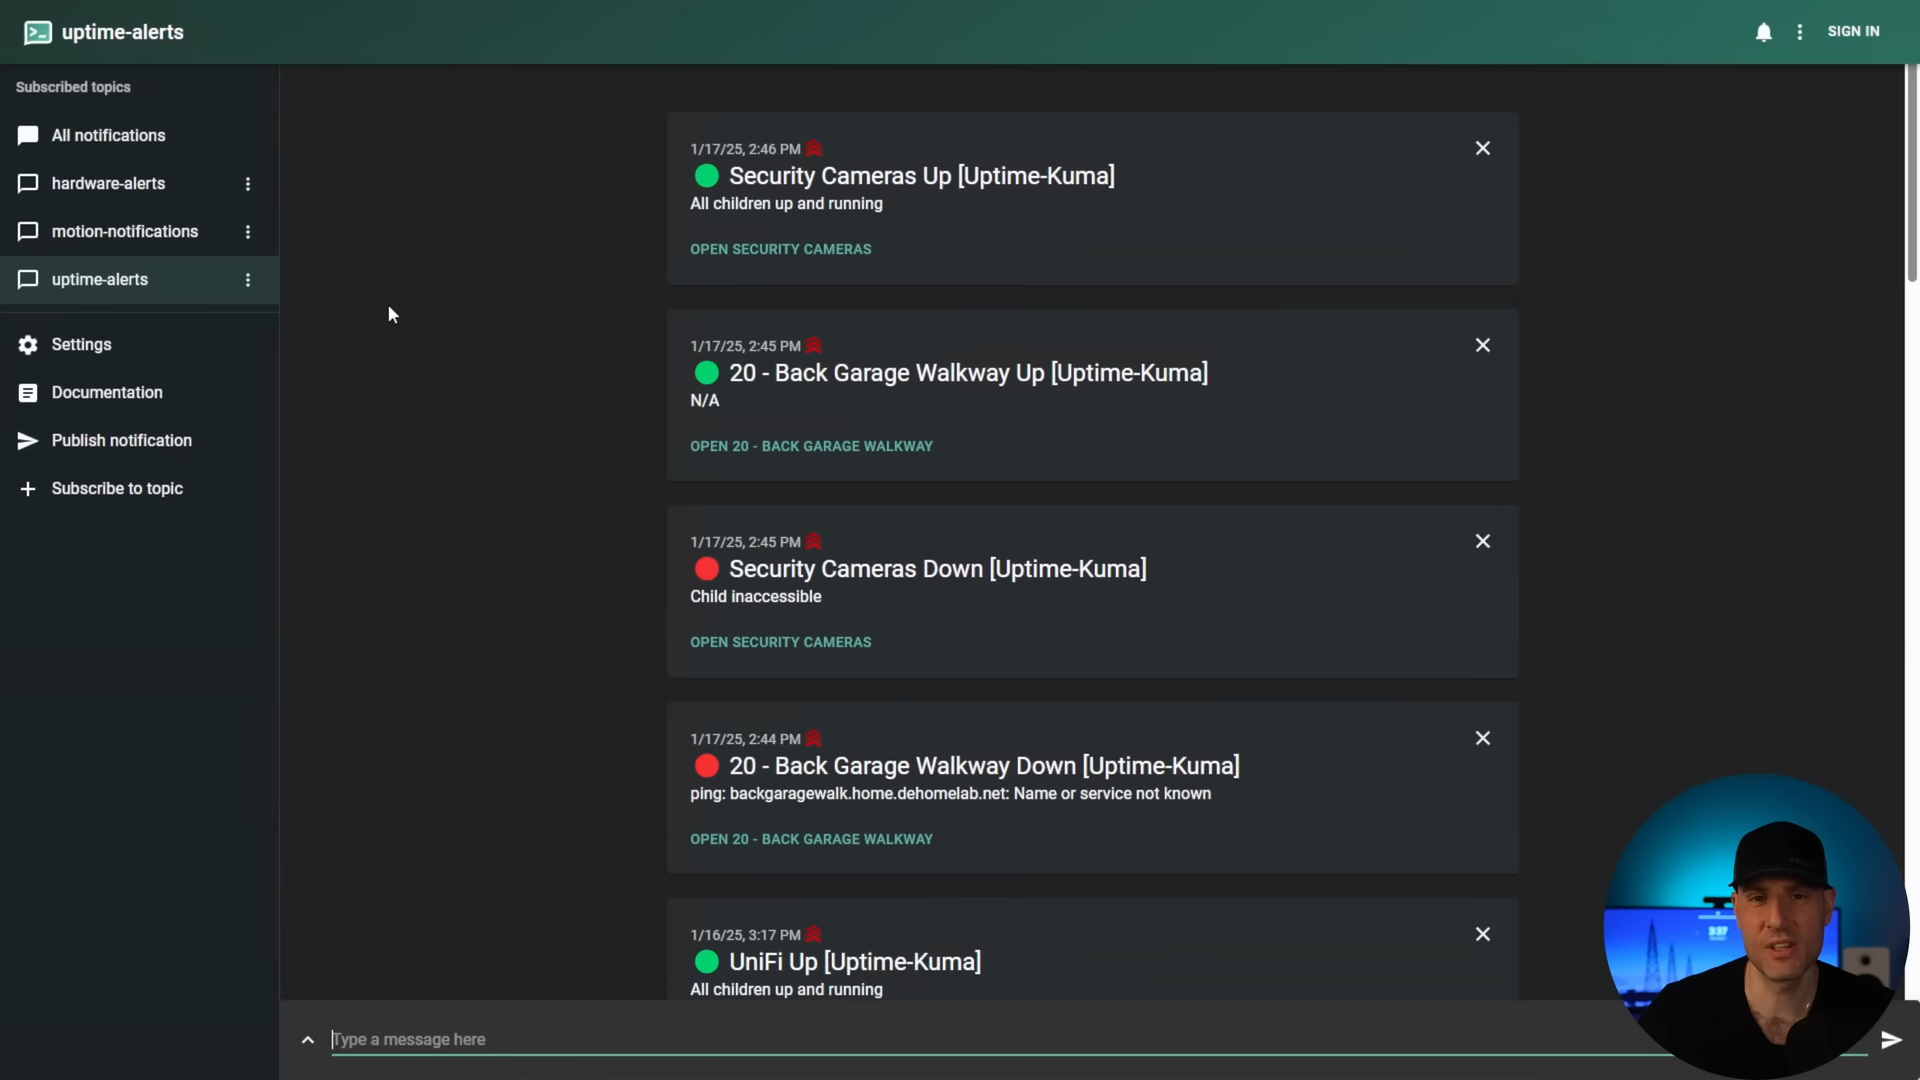 uptime-alerts
SIGN IN
Subscribed topics
All notifications
hardware-alerts
motion-notifications
uptime-alerts
Settings
Documentation
Publish notification
Subscribe to topic
1/17/25, 2:46 PM
Security Cameras Up [Uptime-Kuma]
All children up and running
OPEN SECURITY CAMERAS
1/17/25, 2:45 PM
20 - Back Garage Walkway Up [Uptime-Kuma]
N/A
OPEN 20 - BACK GARAGE WALKWAY
1/17/25, 2:45 PM
Security Cameras Down [Uptime-Kuma]
Child inaccessible
OPEN SECURITY CAMERAS
1/17/25, 2:44 PM
20 - Back Garage Walkway Down [Uptime-Kuma]
ping: backgaragewalk.home.dehomelab.net: Name or service not known
OPEN 20 - BACK GARAGE WALKWAY
1/16/25, 3:17 PM
UniFi Up [Uptime-Kuma]
All children up and running
Type a message here
3:37